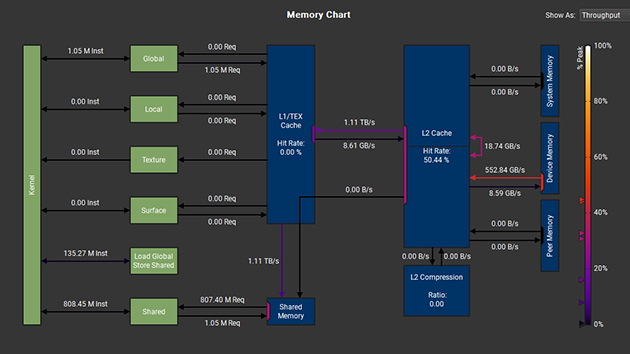 Memory Chart
Show As: Throughput
Kernel
1.05 M Inst
Global
0.00 Req
1.05 M Req
0.00 Inst
Local
0.00 Req
0.00 Req
0.00 Inst
Texture
0.00 Req
0.00 Inst
Surface
0.00 Req
0.00 Req
135.27 M Inst
Load Global
Store Shared
808.45 M Inst
Shared
807.40 M Req
1.05 M Req
L1/TEX
Cache
Hit Rate:
0.00 %
1.11 TB/s
8.61 GB/s
0.00 B/s
1.11 TB/s
Shared
Memory
L2 Cache
Hit Rate:
50.44 %
18.74 GB/s
0.00 B/s
0.00 B/s
L2 Compression
Ratio:
0.00
0.00 B/s
0.00 B/s
System Memory
552.84 GB/s
8.59 GB/s
Device Memory
0.00 B/s
0.00 B/s
Peer Memory
% Peak
100%
80%
60%
40%
20%
0%